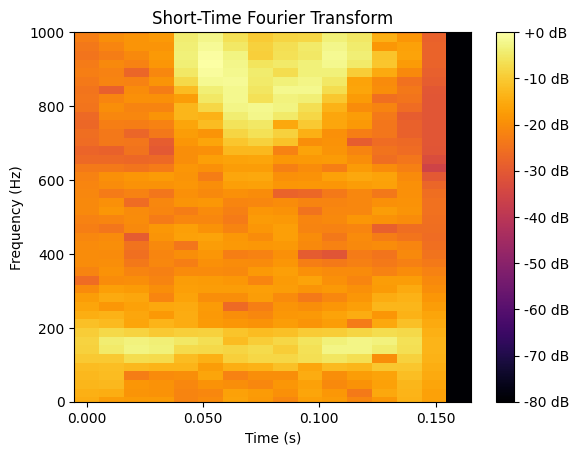 Short-Time Fourier Transform
1000
800
600
400
200
0
Frequency (Hz)
0.000
0.050
0.100
0.150
Time (s)
+0 dB
-10 dB
-20 dB
-30 dB
-40 dB
-50 dB
-60 dB
-70 dB
-80 dB